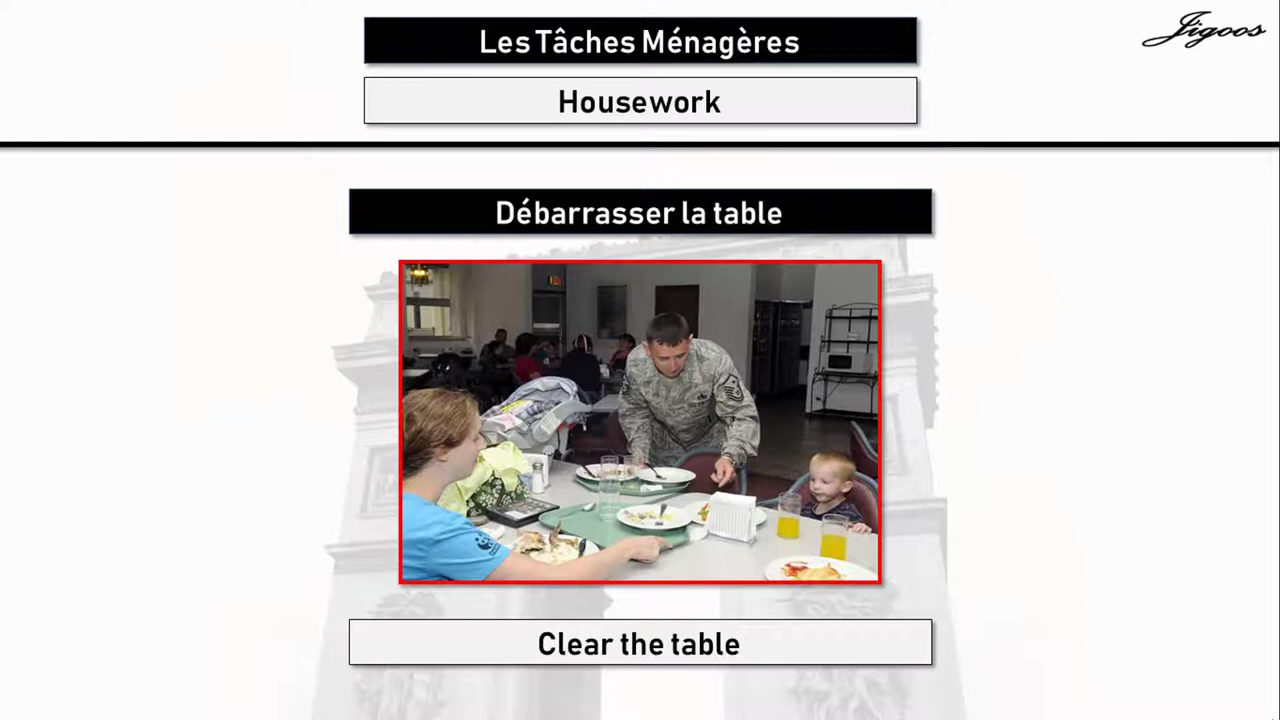 Les Tâches Ménagères
Jigoos
Housework
Débarrasser la table
Clear the table